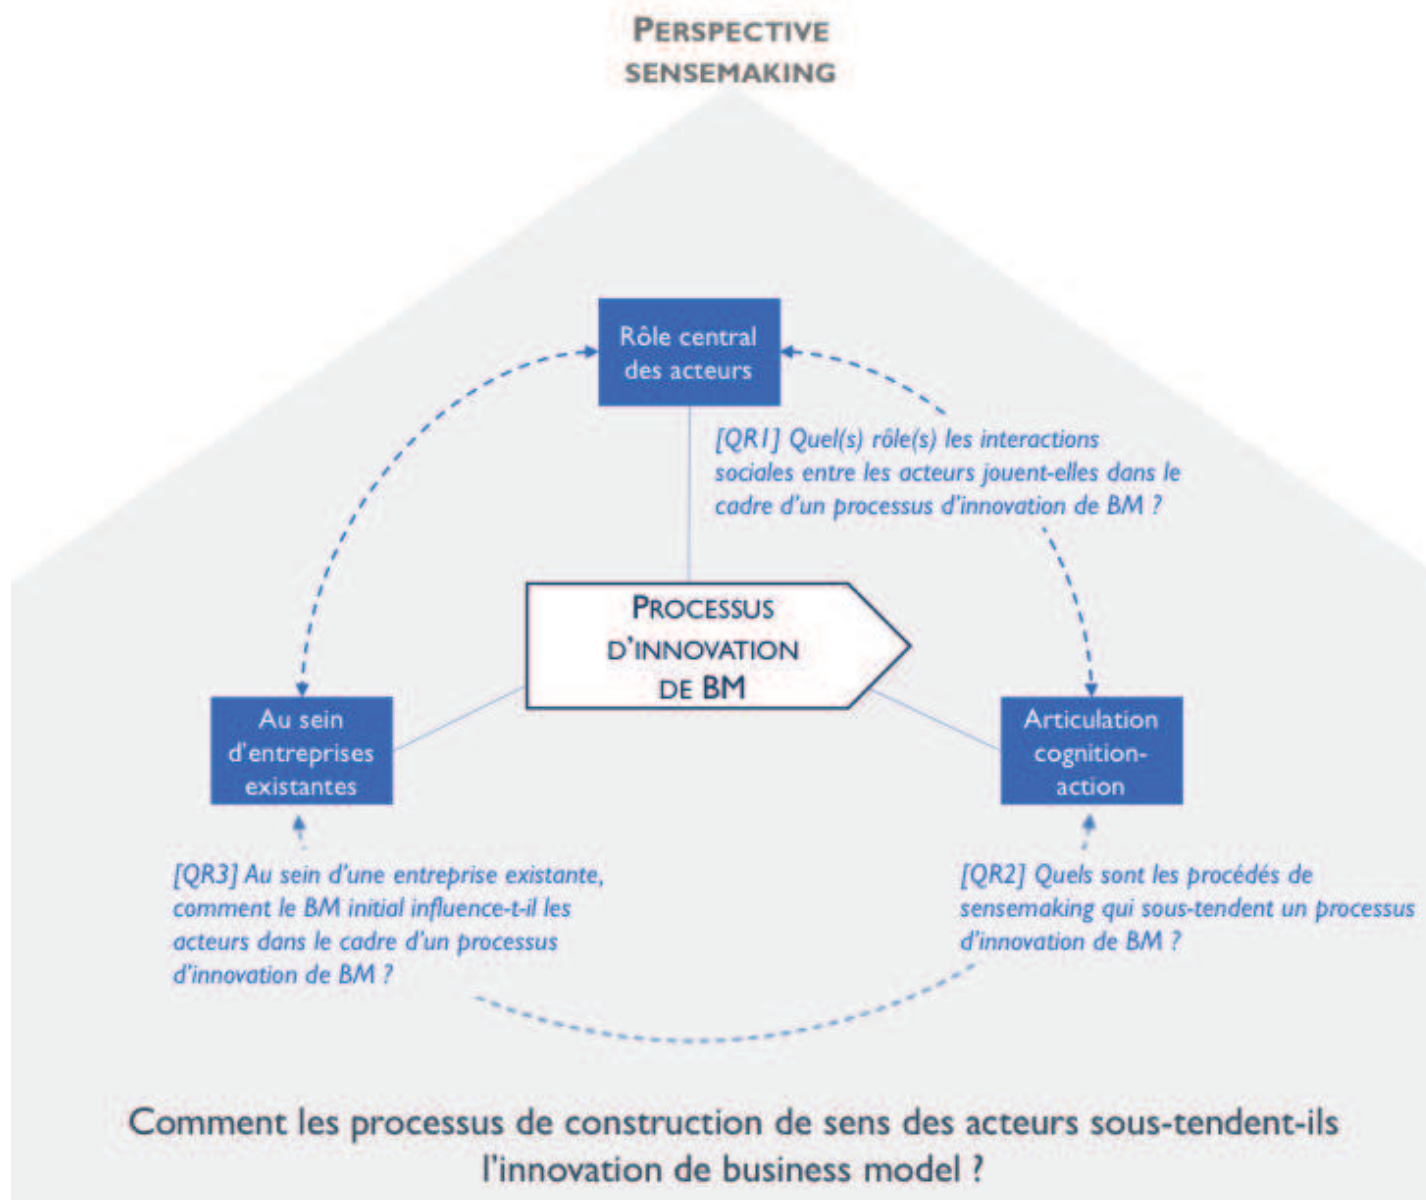 PERSPECTIVE
SENSEMAKING
Rôle central
des acteurs
[QR1] Quel(s) rôle(s) les interactions
sociales entre les acteurs jouent-elles dans le
cadre d'un processus d'innovation de BM ?
PROCESSUS
D'INNOVATION
DE BM
Au sein
d'entreprises
existantes
Articulation
cognition-
action
[QR3] Au sein d'une entreprise existante,
comment le BM initial influence-t-il les
acteurs dans le cadre d'un processus
d'innovation de BM ?
[QR2] Quels sont les procédés de
sensemaking qui sous-tendent un processus
d'innovation de BM ?
Comment les processus de construction de sens des acteurs sous-tendent-ils
l'innovation de business model ?